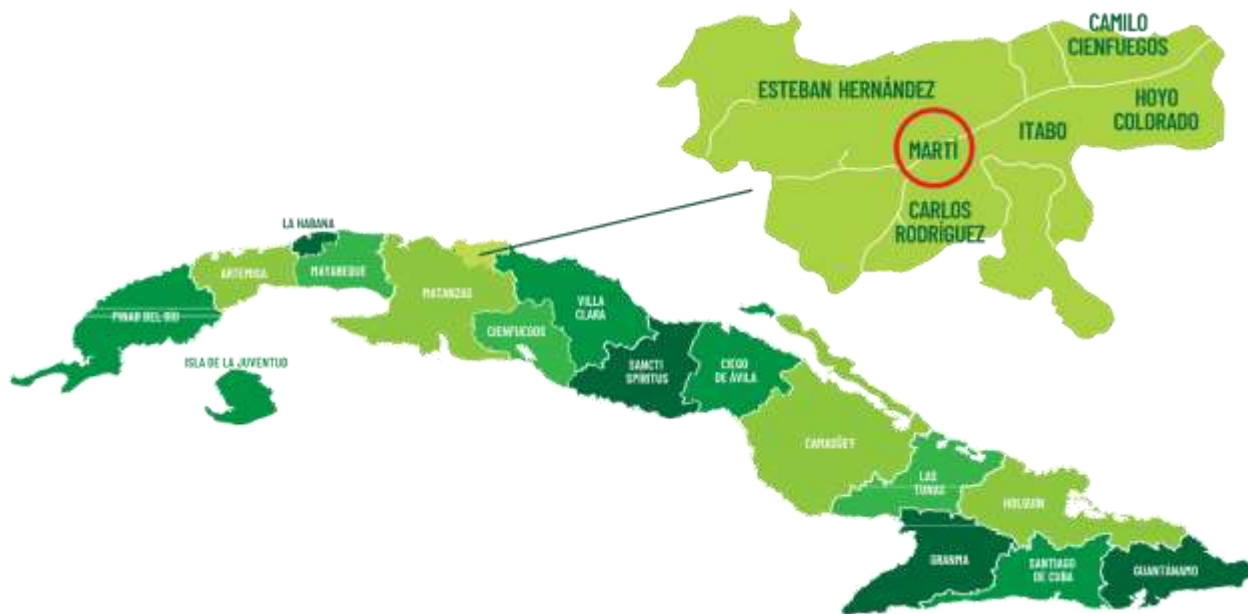 CAMILO
CIENFUEGOS
ESTEBAN HERNÁNDEZ
HOYO
COLORADO
ITABO
MARTÍ
CARLOS
RODRÍGUEZ
LA HABANA
ARTEMISA
MAYABEQUE
MATANZAS
PINAR DEL RIO
VILLA
CLARA
CIENFUEGOS
ISLA DE LA JUVENTUD
SANCTI
SPIRITUS
CIEGO
DE ÁVILA
CAMAGÜEY
LAS
TUNAS
HOLGUIN
GRANMA
SANTIAGO
DE CUBA
GUANTANAMO